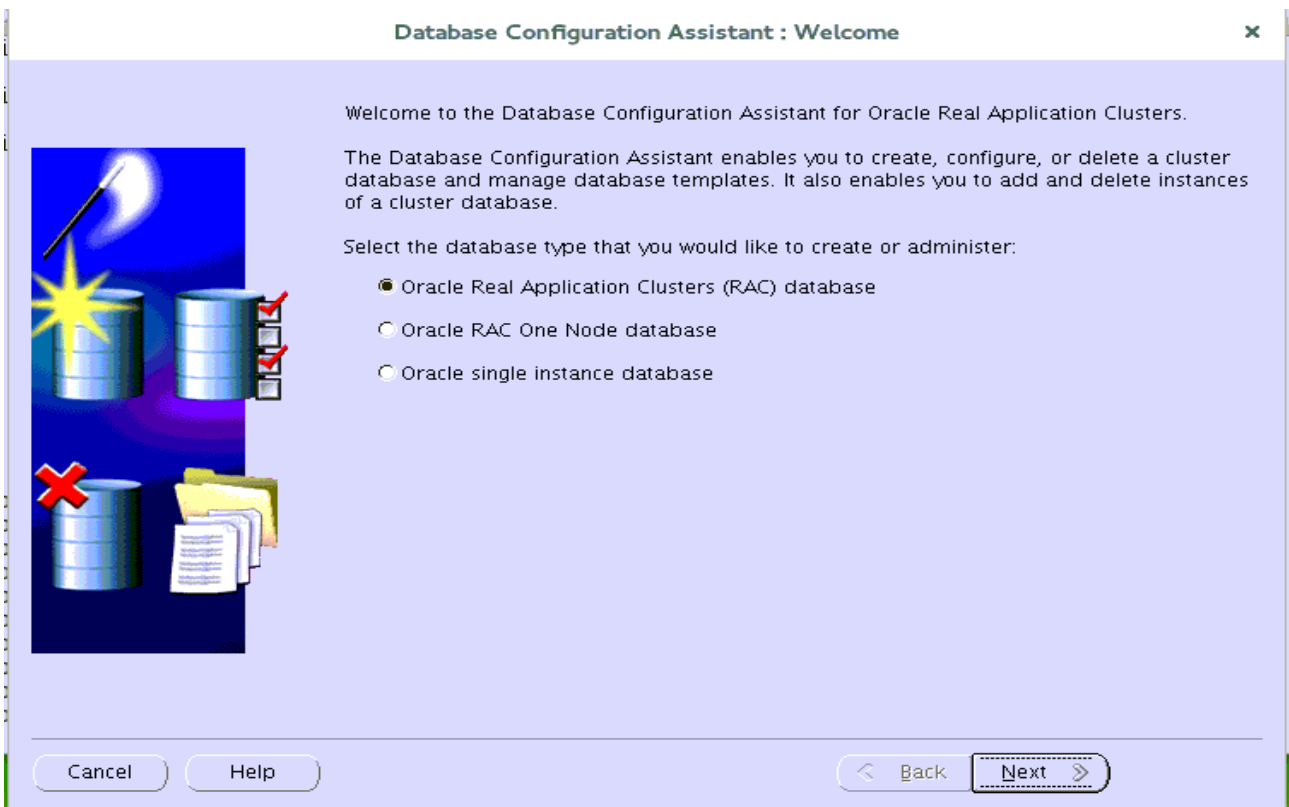 Database Configuration Assistant : Welcome
Welcome to the Database Configuration Assistant for Oracle Real Application Clusters.
The Database Configuration Assistant enables you to create, configure, or delete a cluster
database and manage database templates. It also enables you to add and delete instances
of a cluster database.
Select the database type that you would like to create or administer:
Oracle Real Application Clusters (RAC) database
Oracle RAC One Node database
Oracle single instance database
Cancel
Help
Back
Next